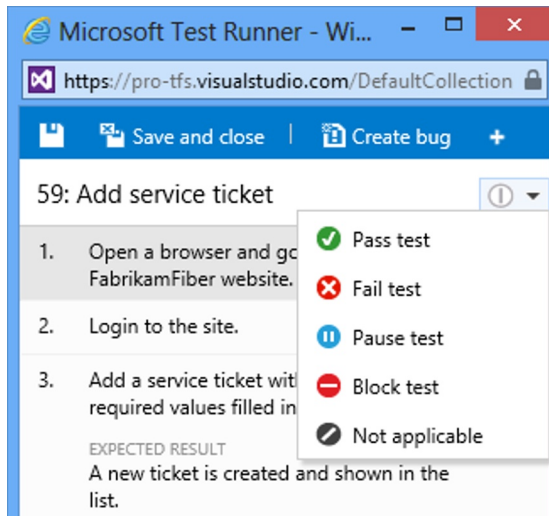 Microsoft Test Runner - Wi...
https://pro-tfs.visualstudio.com/DefaultCollection
Save and close | Create bug
59: Add service ticket
Pass test
Fail test
Pause test
Block test
Not applicable
1. Open a browser and go
FabrikamFiber website.
2. Login to the site.
3. Add a service ticket
required values filled in
EXPECTED RESULT
A new ticket is created and shown in the
list.